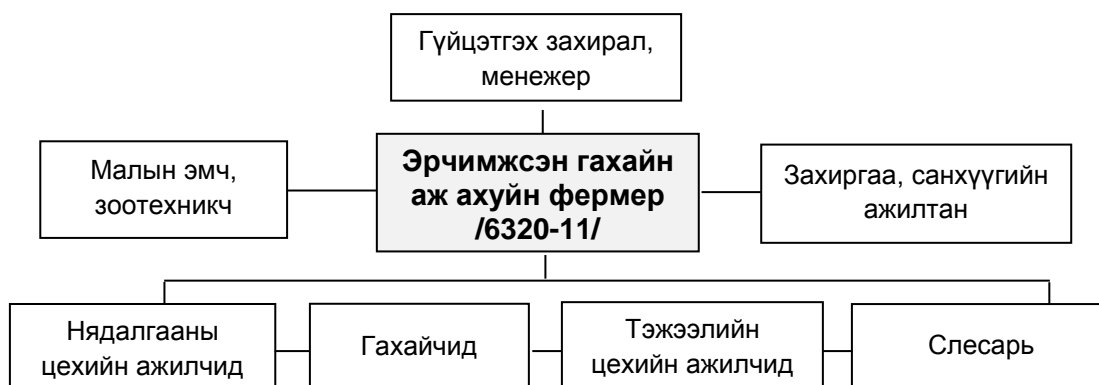 Гүйцэтгэх захирал,
менежер
Малын эмч,
зоотехникч
Эрчимжсэн гахайн
аж ахуйн фермер
/6320-11/
Захиргаа, санхүүгийн
ажилтан
Нядалгааны
цехийн ажилчид
Гахайчид
Тэжээлийн
цехийн ажилчид
Слесарь